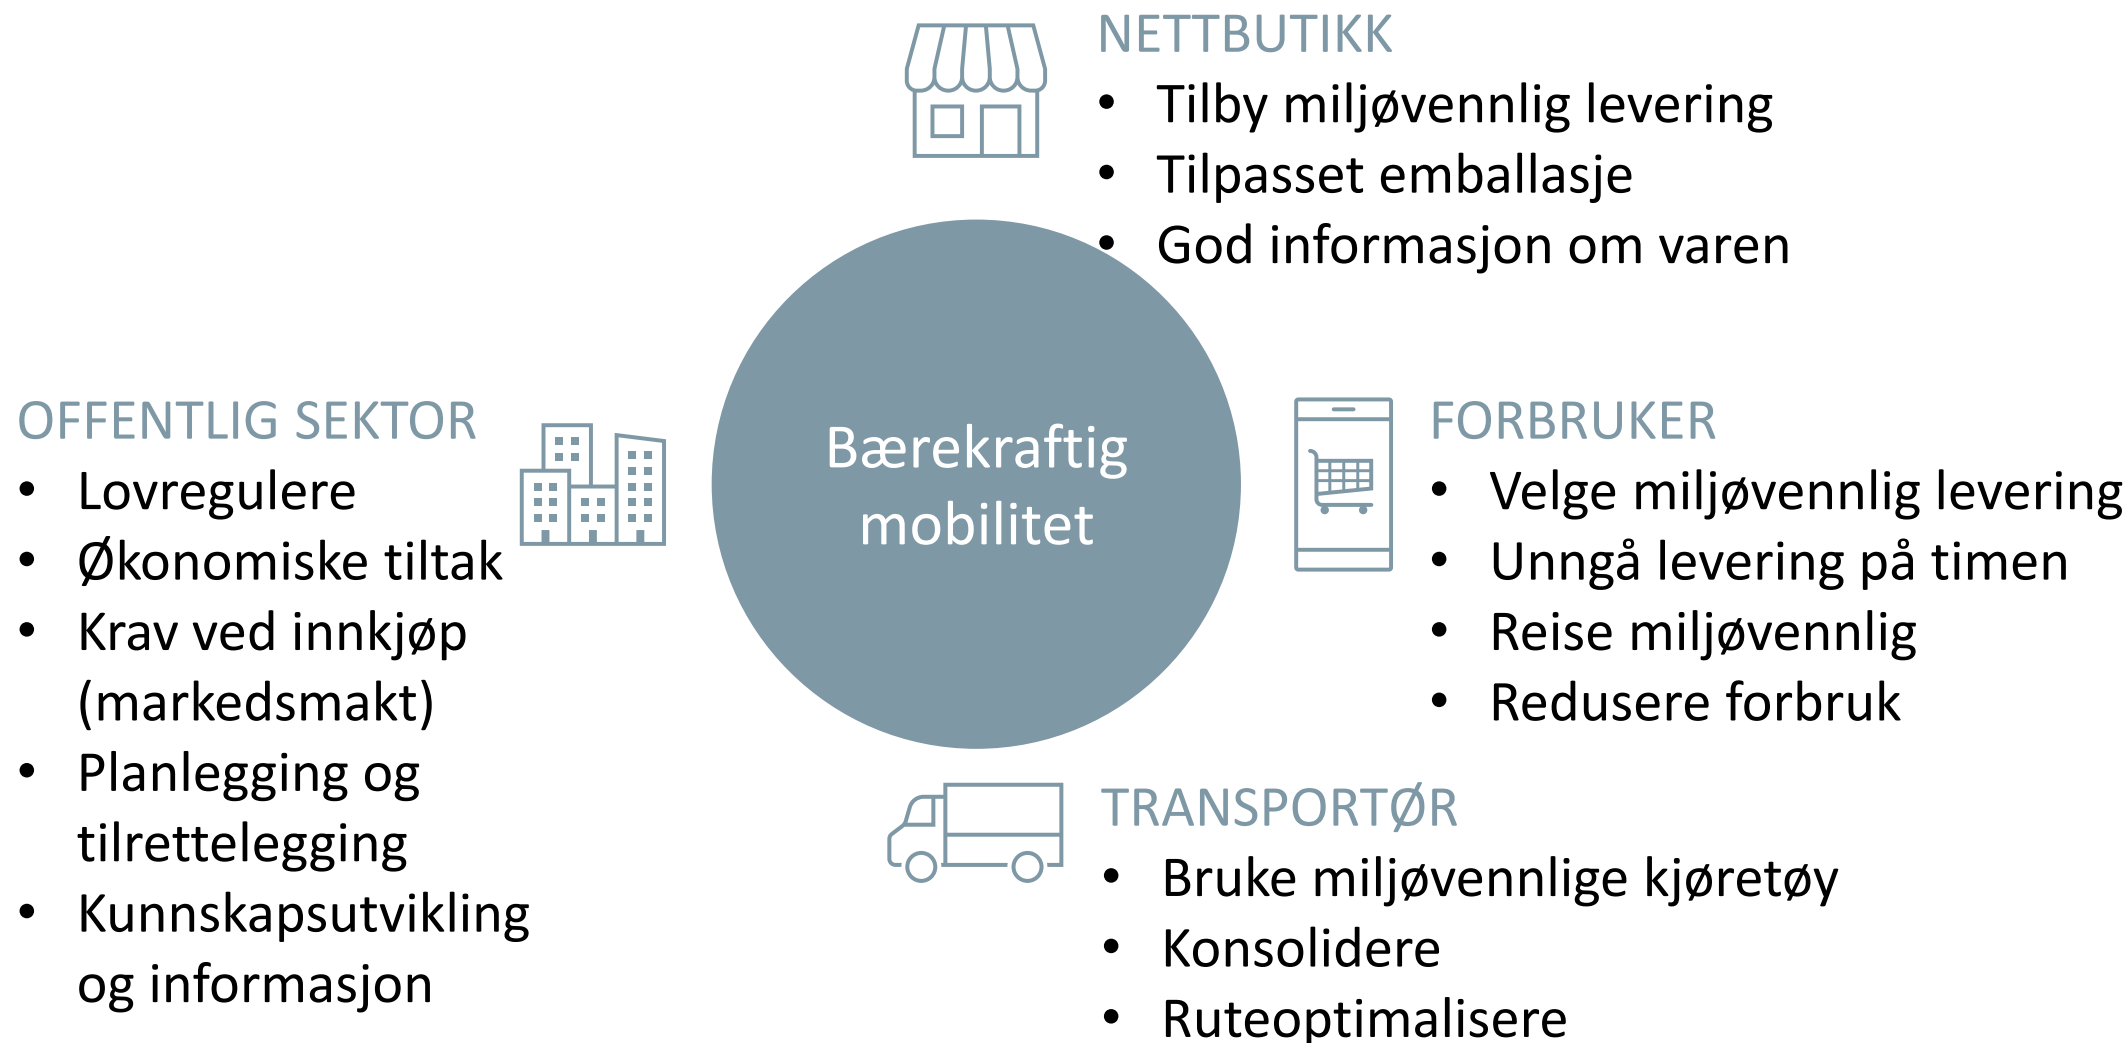 NETTBUTIKK
• Tilby miljøvennlig levering
• Tilpasset emballasje
• God informasjon om varen
OFFENTLIG SEKTOR
• Lovregulere
• Økonomiske tiltak
• Krav ved innkjøp
(markedsmakt)
• Planlegging og
tilrettelegging
• Kunnskapsutvikling
og informasjon
Bærekraftig
mobilitet
FORBRUKER
• Velge miljøvennlig levering
• Unngå levering på timen
• Reise miljøvennlig
• Redusere forbruk
TRANSPORTØR
• Bruke miljøvennlige kjøretøy
• Konsolidere
• Ruteoptimalisere